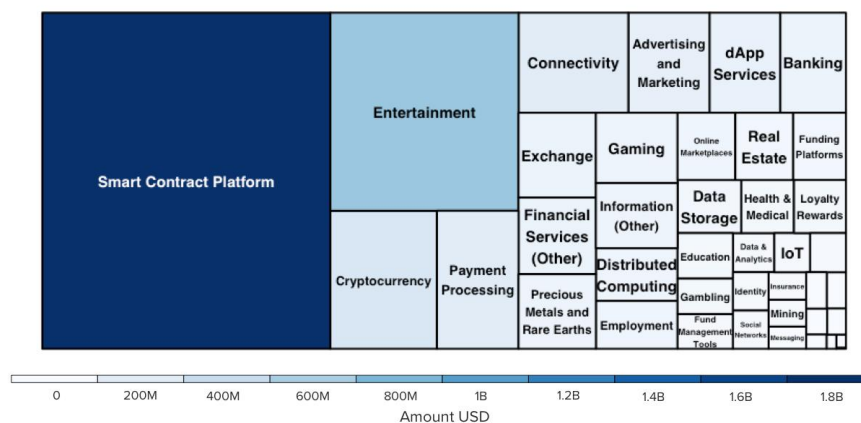 Smart Contract Platform
Entertainment
Cryptocurrency
Payment
Processing
Connectivity
Advertising
and
Marketing
dApp
Services
Banking
Exchange
Gaming
Online
Marketplaces
Real
Estate
Funding
Platforms
Financial
Services
(Other)
Information
(Other)
Data
Storage
Health &
Medical
Loyalty
Rewards
Distributed
Computing
Education
Data &
Analytics
IoT
Precious
Metals and
Rare Earths
Employment
Gambling
Identity
Insurance
Mining
Fund
Management
Tools
Social
Networks
Messaging
0
200M
400M
600M
800M
1B
1.2B
1.4B
1.6B
1.8B
Amount USD